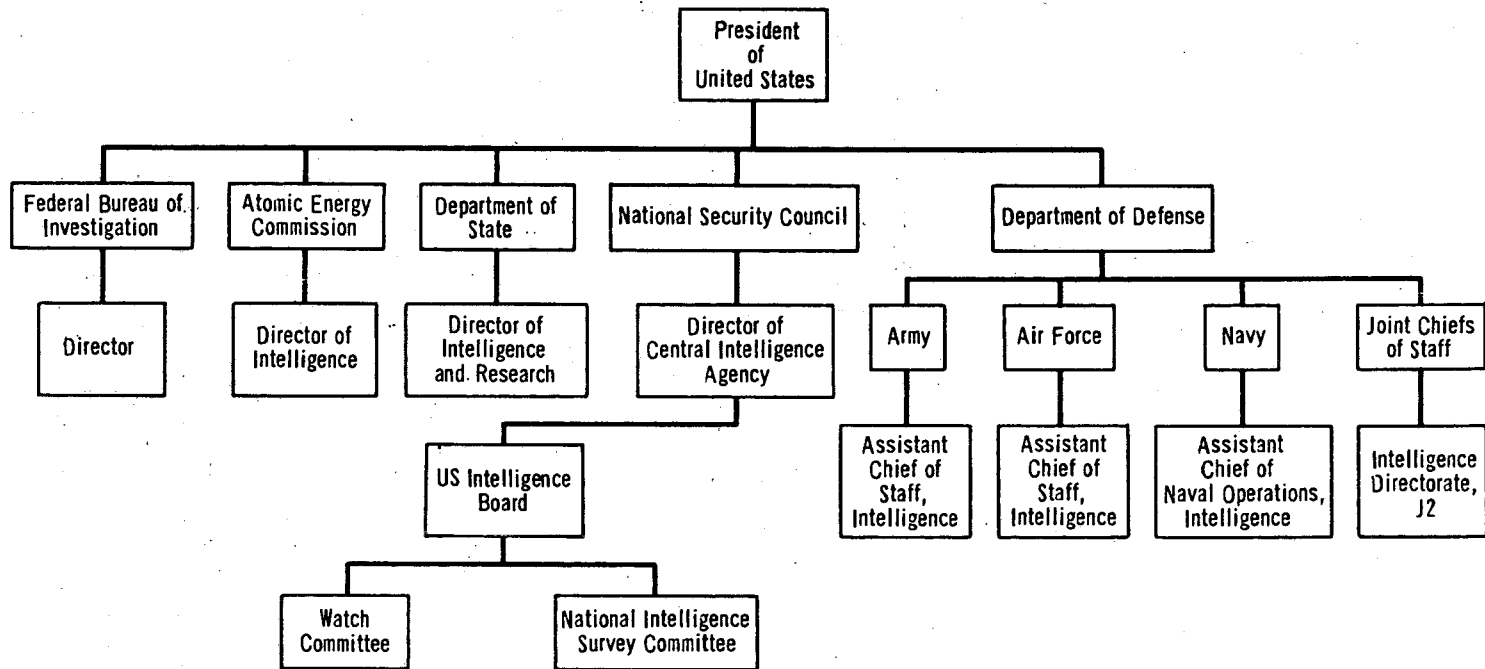 President
of
United States
Federal Bureau of
Investigation
Atomic Energy
Commission
Department of
State
National Security Council
Department of Defense
Director
Director of
Intelligence
Director of
Intelligence
and Research
Director of
Central Intelligence
Agency
Army
Air Force
Navy
Joint Chiefs
of Staff
US Intelligence
Board
Assistant
Chief of
Staff,
Intelligence
Assistant
Chief of
Staff,
Intelligence
Assistant
Chief of
Naval Operations,
Intelligence
Intelligence
Directorate,
J2
Watch
Committee
National Intelligence
Survey Committee